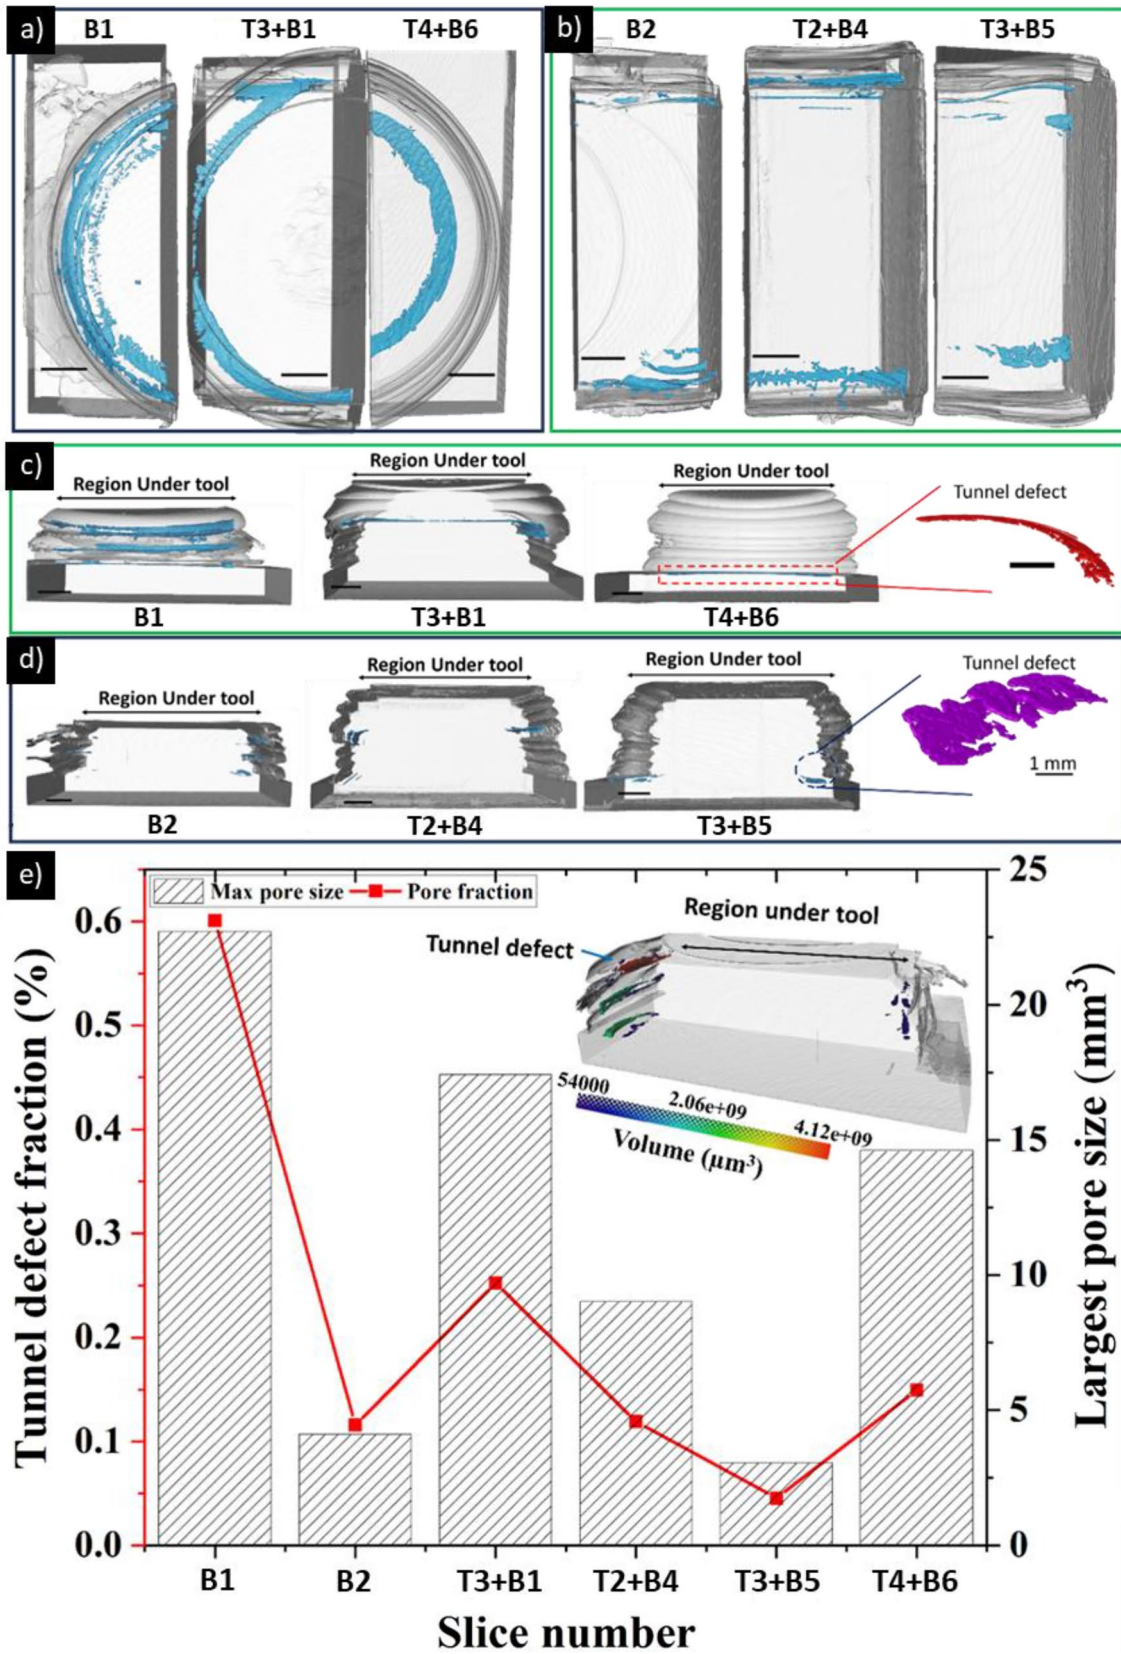 a)
B1
T3+B1
T4+B6
b)
B2
T2+B4
T3+B5
c)
Region Under tool
Region Under tool
Region Under tool
Tunnel defect
B1
T3+B1
T4+B6
d)
Region Under tool
Region Under tool
Region Under tool
Tunnel defect
1 mm
B2
T2+B4
T3+B5
e)
Max pore size
Pore fraction
Region under tool
Tunnel defect
54000
2.06e+09
4.12e+09
Volume (μm³)
Tunnel defect fraction (%)
0.6
0.5
0.4
0.3
0.2
0.1
0.0
Largest pore size (mm³)
25
20
15
10
5
0
B1
B2
T3+B1
T2+B4
T3+B5
T4+B6
Slice number